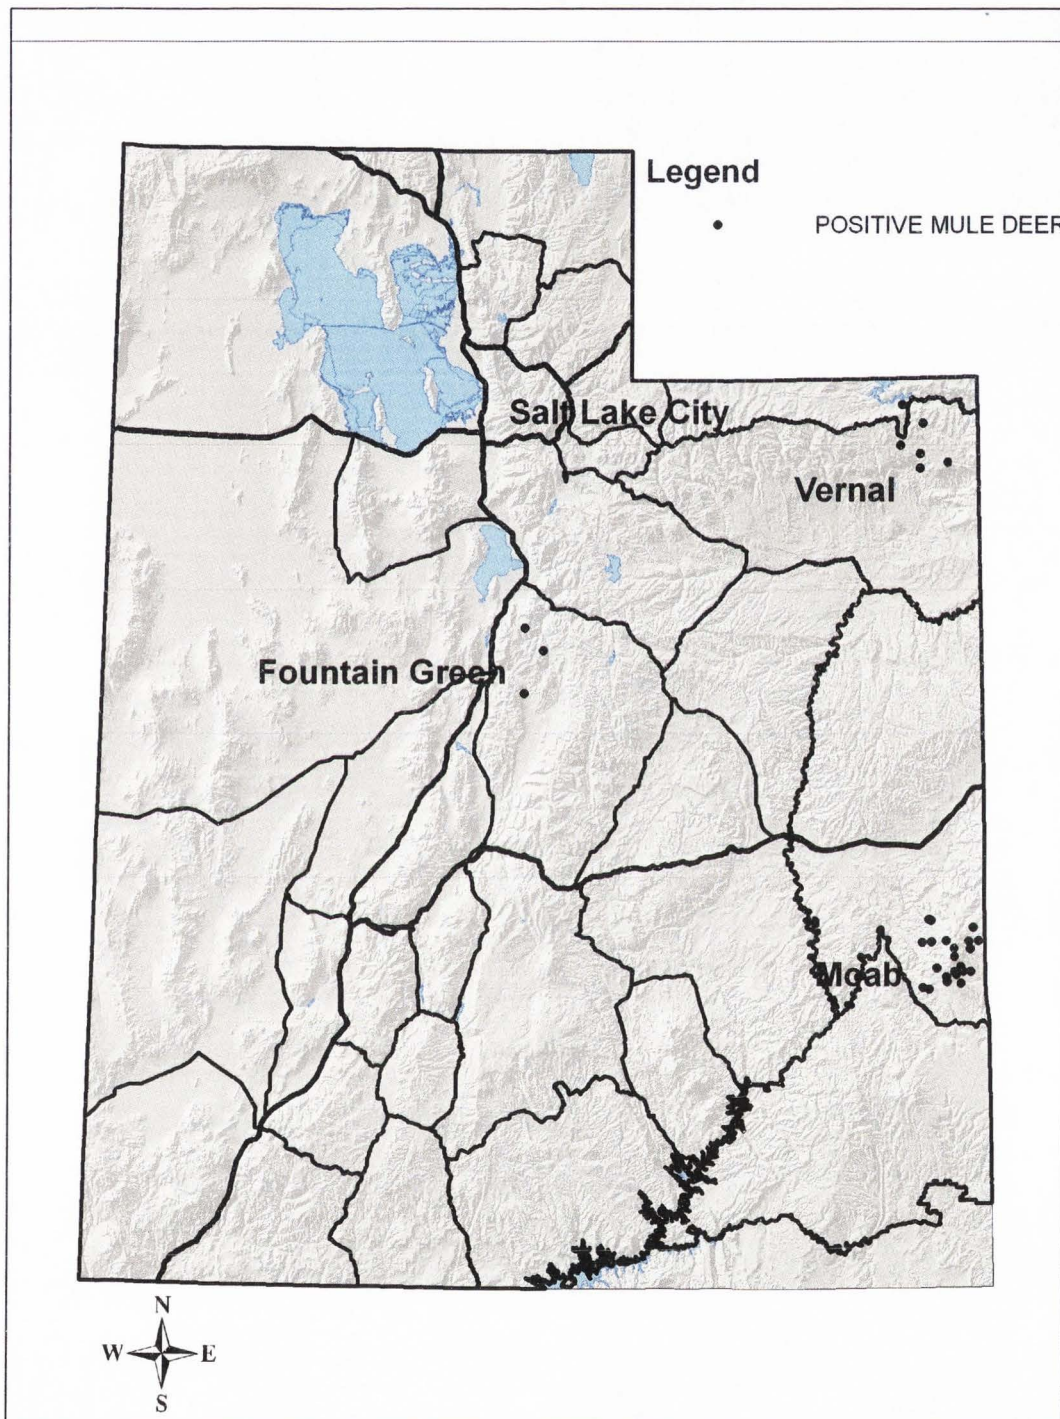 Legend
POSITIVE MULE DEER
Salt Lake City
Vernal
Fountain Green
Moab
N
W E
S